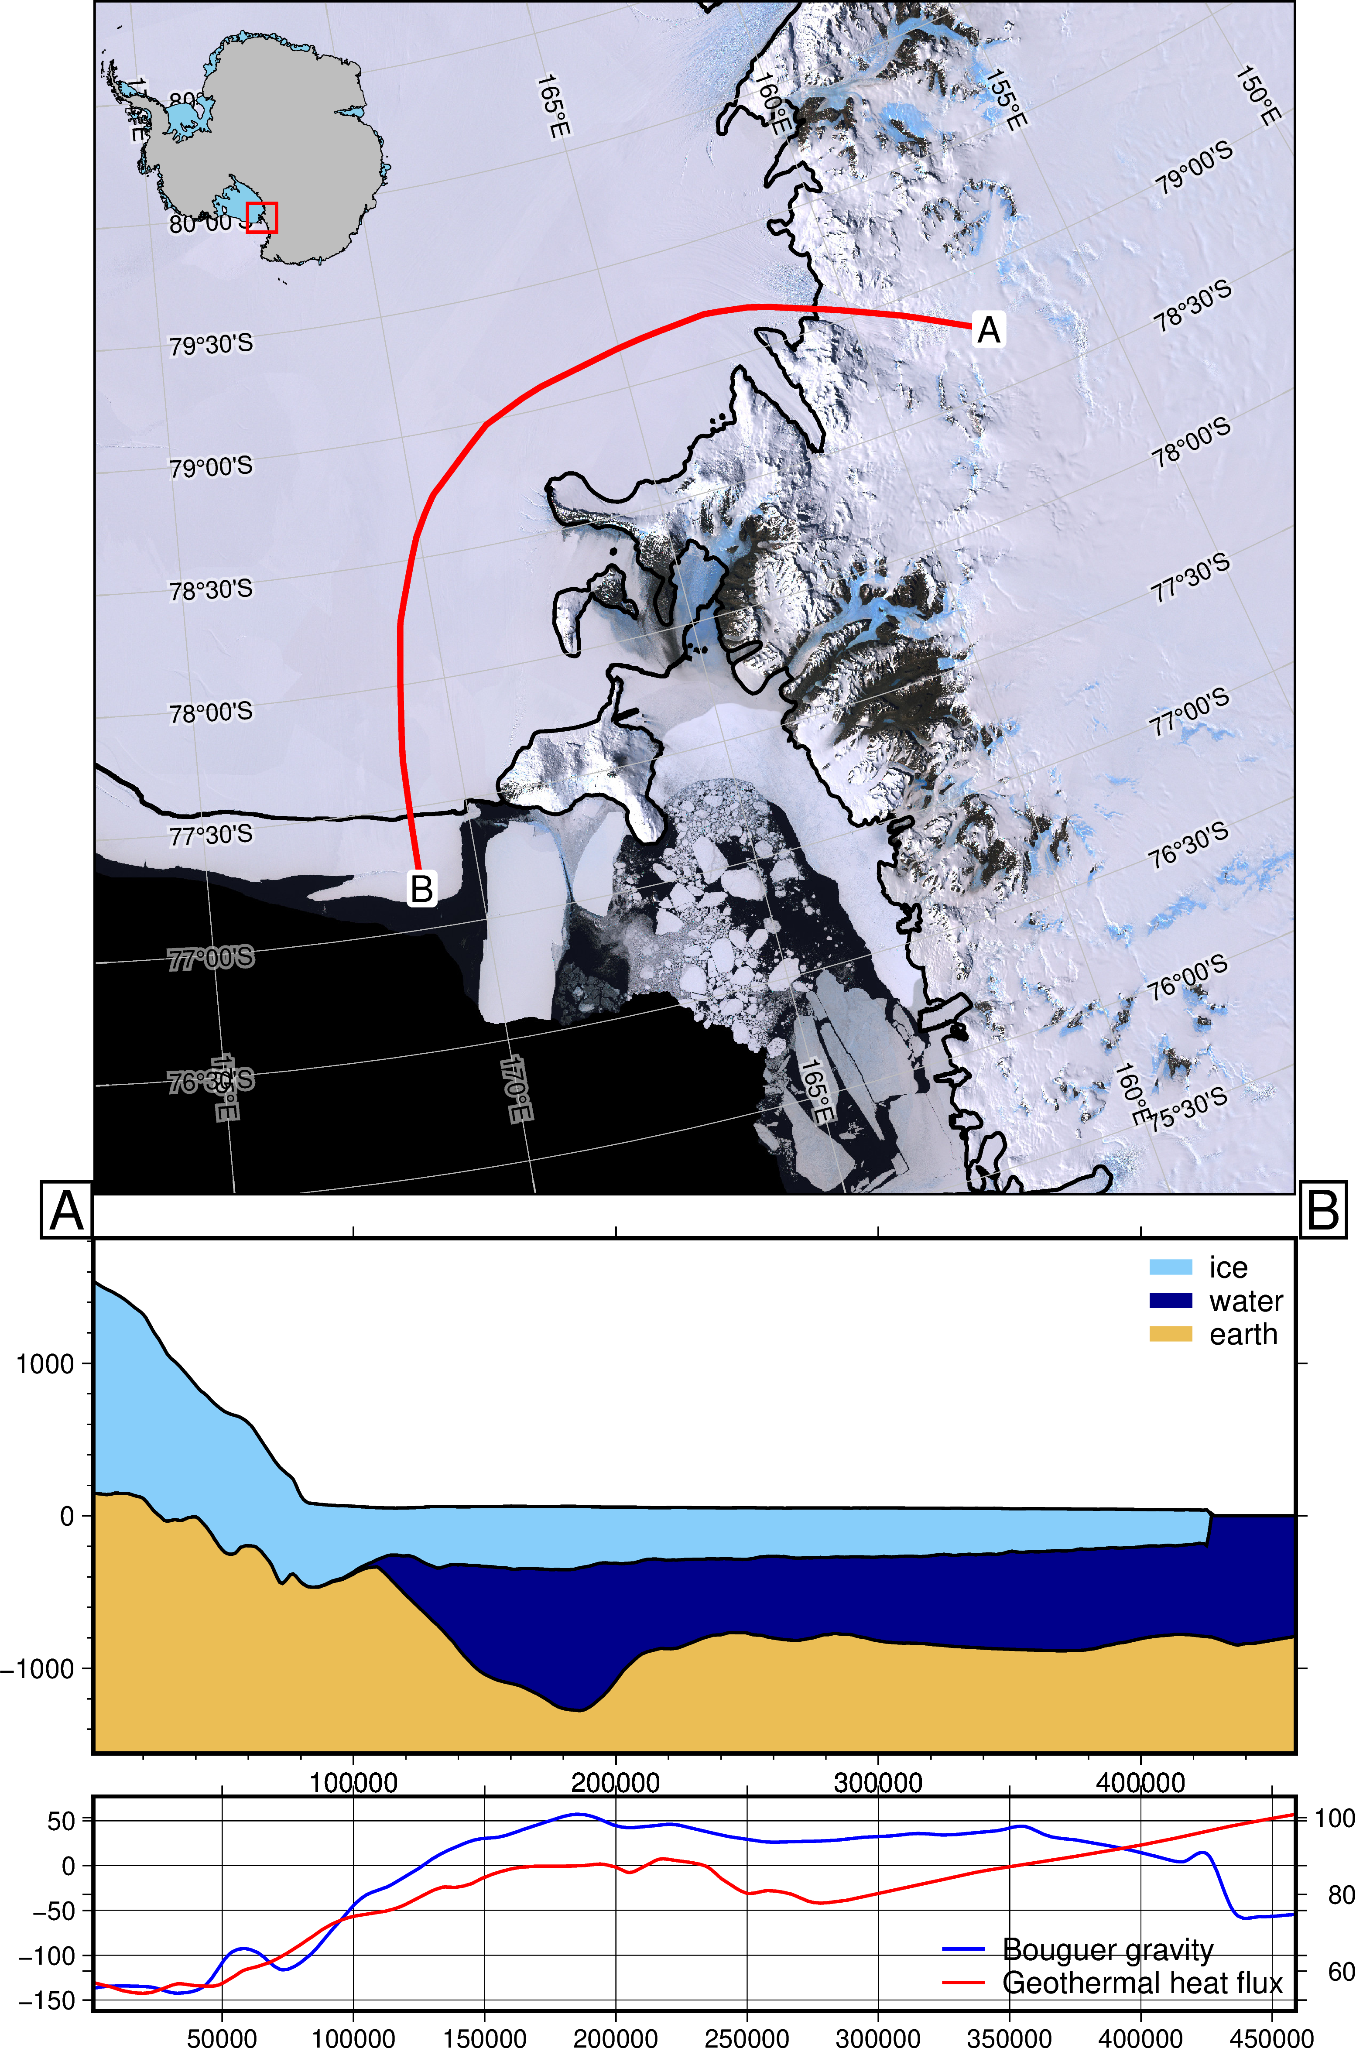 165°E
160°E
155°E
150°E
79°00'S
80°00'S
78°30'S
79°30'S
A
78°00'S
79°00'S
77°30'S
78°30'S
77°00'S
78°00'S
76°30'S
77°30'S
B
76°00'S
77°00'S
76°30'S
175°E
170°E
165°E
160°E
75°30'S
A
B
ice
water
earth
1000
0
−1000
100000
200000
300000
400000
50
0
−50
−100
−150
100
80
60
Bouguer gravity
Geothermal heat flux
50000
100000
150000
200000
250000
300000
350000
400000
450000